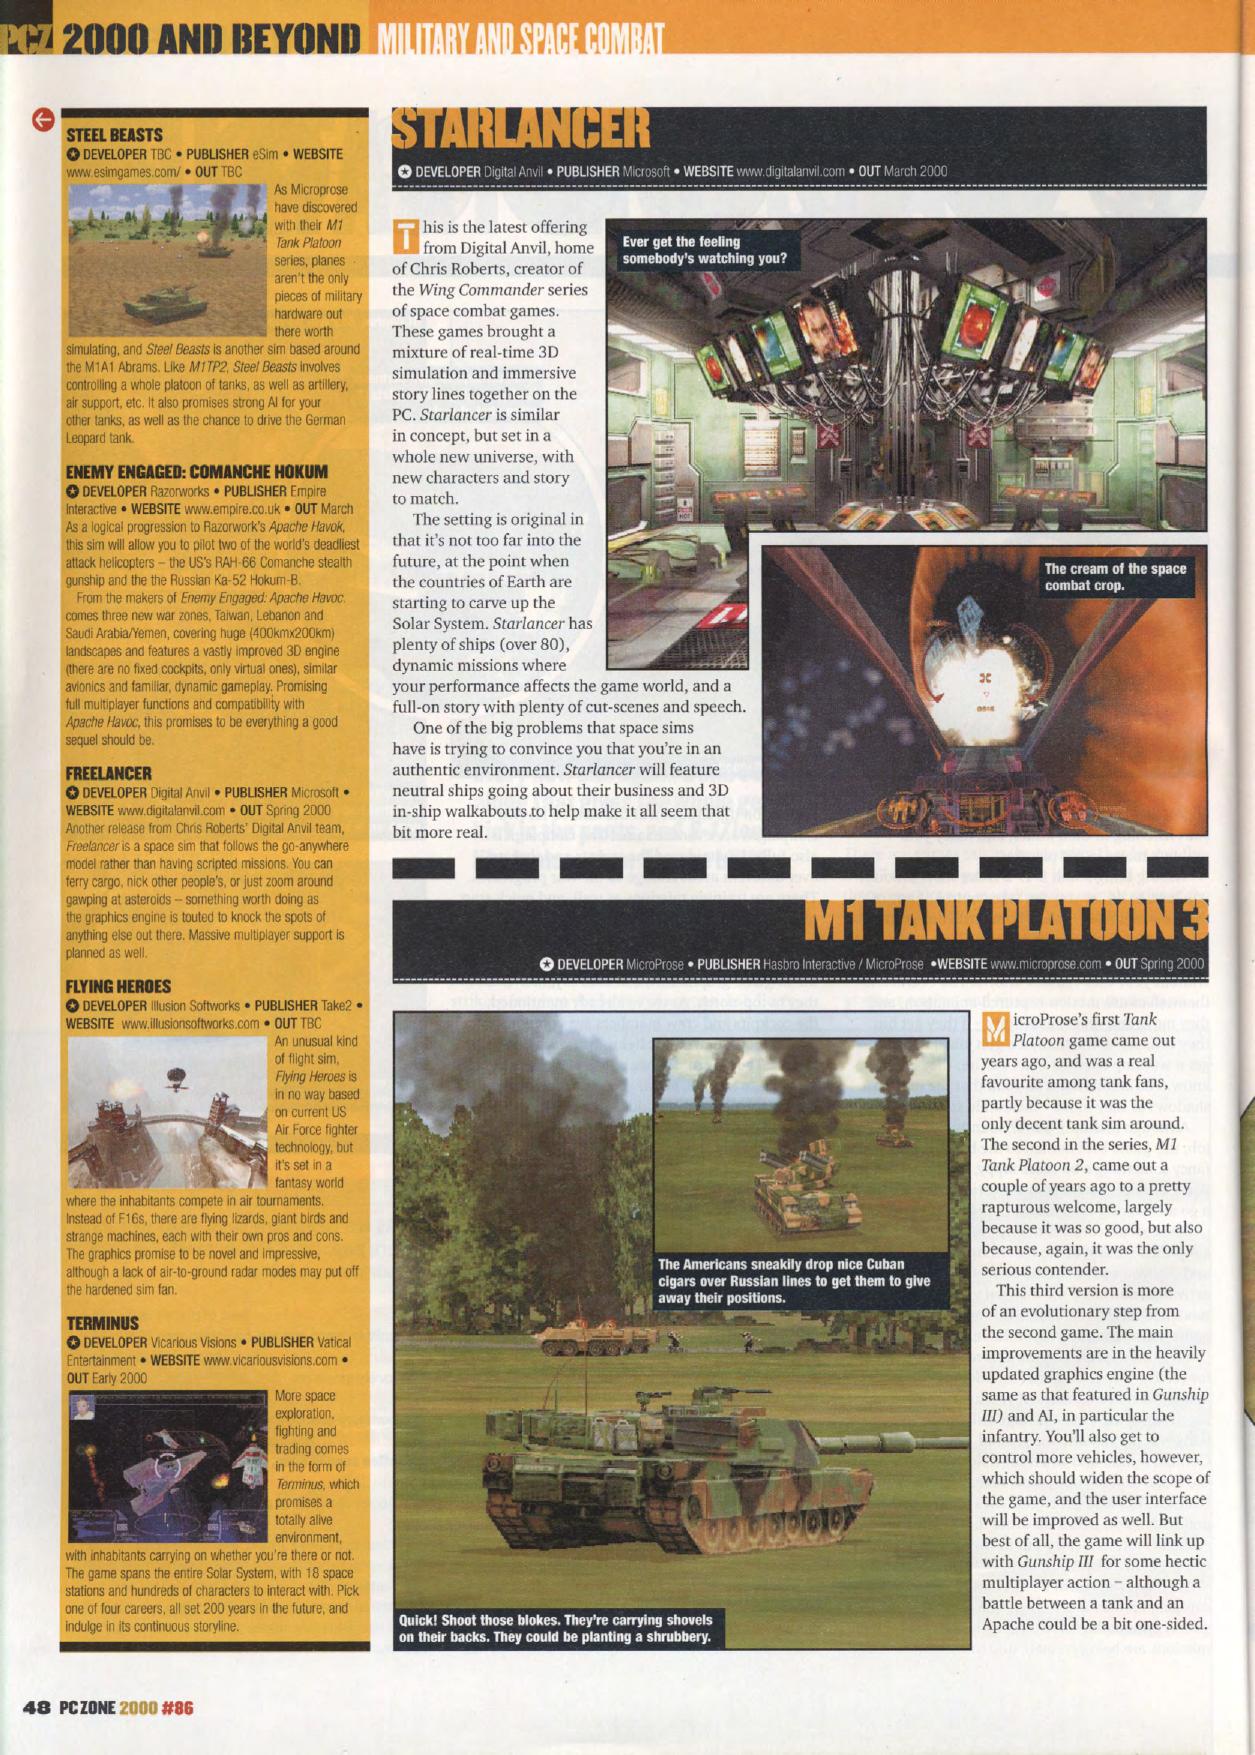 PCZ 2000 AND BEYOND MILITARY AND SPACE COMBAT
STEEL BEASTS
DEVELOPER TBC • PUBLISHER eSim • WEBSITE
www.esimgames.com/ • OUT TBC
As Microprose
have discovered
with their M1
Tank Platoon
series, planes
aren't the only
pieces of military
hardware out
there worth
simulating, and Steel Beasts is another sim based around
the M1A1 Abrams. Like M1TP2, Steel Beasts involves
controlling a whole platoon of tanks, as well as artillery,
air support, etc. It also promises strong AI for your
other tanks, as well as the chance to drive the German
Leopard tank.
ENEMY ENGAGED: COMANCHE HOKUM
DEVELOPER Razorworks • PUBLISHER Empire
Interactive • WEBSITE www.empire.co.uk • OUT March
As a logical progression to Razorwork's Apache Havok,
this sim will allow you to pilot two of the world's deadliest
attack helicopters – the US's RAH-66 Comanche stealth
gunship and the the Russian Ka-52 Hokum-B.
From the makers of Enemy Engaged: Apache Havoc.
comes three new war zones, Taiwan, Lebanon and
Saudi Arabia/Yemen, covering huge (400kmx200km)
landscapes and features a vastly improved 3D engine
(there are no fixed cockpits, only virtual ones), similar
avionics and familiar, dynamic gameplay. Promising
full multiplayer functions and compatibility with
Apache Havoc, this promises to be everything a good
sequel should be.
FREELANCER
DEVELOPER Digital Anvil • PUBLISHER Microsoft •
WEBSITE www.digitalanvil.com • OUT Spring 2000
Another release from Chris Roberts' Digital Anvil team,
Freelancer is a space sim that follows the go-anywhere
model rather than having scripted missions. You can
ferry cargo, nick other people's, or just zoom around
gawping at asteroids – something worth doing as
the graphics engine is touted to knock the spots of
anything else out there. Massive multiplayer support is
planned as well.
FLYING HEROES
DEVELOPER Illusion Softworks • PUBLISHER Take2 •
WEBSITE www.illusionsoftworks.com • OUT TBC
An unusual kind
of flight sim,
Flying Heroes is
in no way based
on current US
Air Force fighter
technology, but
it's set in a
fantasy world
where the inhabitants compete in air tournaments.
Instead of F16s, there are flying lizards, giant birds and
strange machines, each with their own pros and cons.
The graphics promise to be novel and impressive,
although a lack of air-to-ground radar modes may put off
the hardened sim fan.
TERMINUS
DEVELOPER Vicarious Visions • PUBLISHER Vatical
Entertainment • WEBSITE www.vicariousvisions.com •
OUT Early 2000
More space
exploration,
fighting and
trading comes
in the form of
Terminus, which
promises a
totally alive
environment,
with inhabitants carrying on whether you're there or not.
The game spans the entire Solar System, with 18 space
stations and hundreds of characters to interact with. Pick
one of four careers, all set 200 years in the future, and
indulge in its continuous storyline.
STARLANCER
DEVELOPER Digital Anvil • PUBLISHER Microsoft • WEBSITE www.digitalanvil.com • OUT March 2000
This is the latest offering
from Digital Anvil, home
of Chris Roberts, creator of
the Wing Commander series
of space combat games.
These games brought a
mixture of real-time 3D
simulation and immersive
story lines together on the
PC. Starlancer is similar
in concept, but set in a
whole new universe, with
new characters and story
to match.
The setting is original in
that it's not too far into the
future, at the point when
the countries of Earth are
starting to carve up the
Solar System. Starlancer has
plenty of ships (over 80),
dynamic missions where
your performance affects the game world, and a
full-on story with plenty of cut-scenes and speech.
One of the big problems that space sims
have is trying to convince you that you're in an
authentic environment. Starlancer will feature
neutral ships going about their business and 3D
in-ship walkabouts to help make it all seem that
bit more real.
Ever get the feeling
somebody's watching you?
The cream of the space
combat crop.
M1 TANK PLATOON 3
DEVELOPER MicroProse • PUBLISHER Hasbro Interactive / MicroProse • WEBSITE www.microprose.com • OUT Spring 2000
The Americans sneakily drop nice Cuban
cigars over Russian lines to get them to give
away their positions.
Quick! Shoot those blokes. They're carrying shovels
on their backs. They could be planting a shrubbery.
MicroProse's first Tank
Platoon game came out
years ago, and was a real
favourite among tank fans,
partly because it was the
only decent tank sim around.
The second in the series, M1
Tank Platoon 2, came out a
couple of years ago to a pretty
rapturous welcome, largely
because it was so good, but also
because, again, it was the only
serious contender.
This third version is more
of an evolutionary step from
the second game. The main
improvements are in the heavily
updated graphics engine (the
same as that featured in Gunship
III) and AI, in particular the
infantry. You'll also get to
control more vehicles, however,
which should widen the scope of
the game, and the user interface
will be improved as well. But
best of all, the game will link up
with Gunship III for some hectic
multiplayer action – although a
battle between a tank and an
Apache could be a bit one-sided.
48 PC ZONE 2000 #86